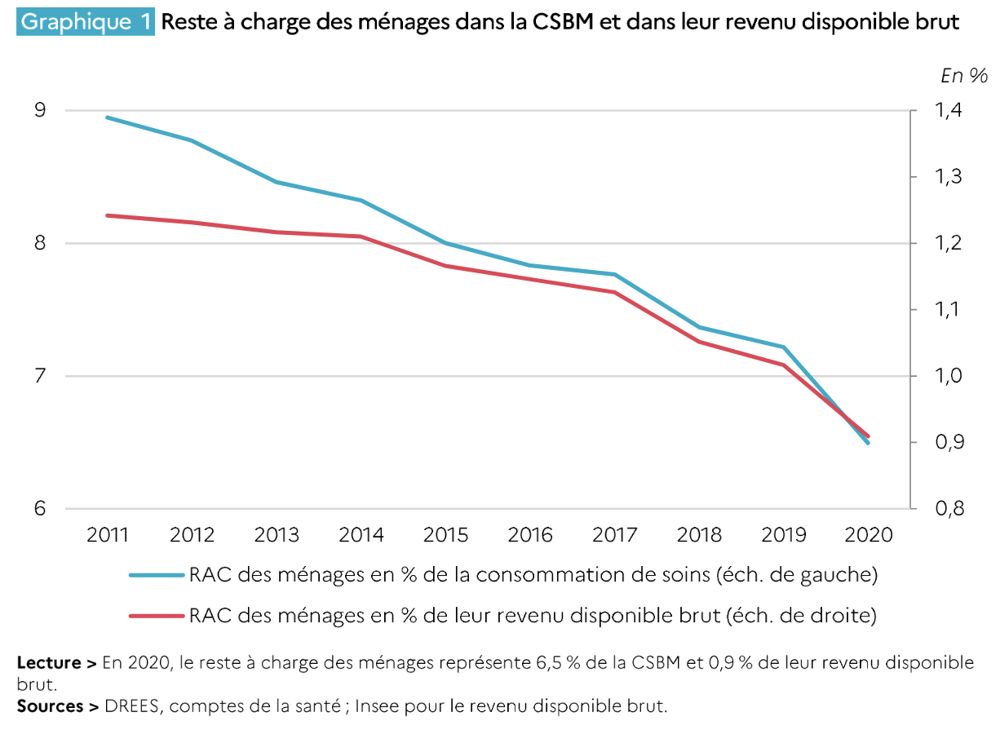 Graphique 1 Reste à charge des ménages dans la CSBM et dans leur revenu disponible brut
En %
9 1,4
1,3
8 1,2
1,1
7 1,0
0,9
6 0,8
2011 2012 2013 2014 2015 2016 2017 2018 2019 2020
RAC des ménages en % de la consommation de soins (éch. de gauche)
RAC des ménages en % de leur revenu disponible brut (éch. de droite)
Lecture > En 2020, le reste à charge des ménages représente 6,5 % de la CSBM et 0,9 % de leur revenu disponible
brut.
Sources > DREES, comptes de la santé ; Insee pour le revenu disponible brut.